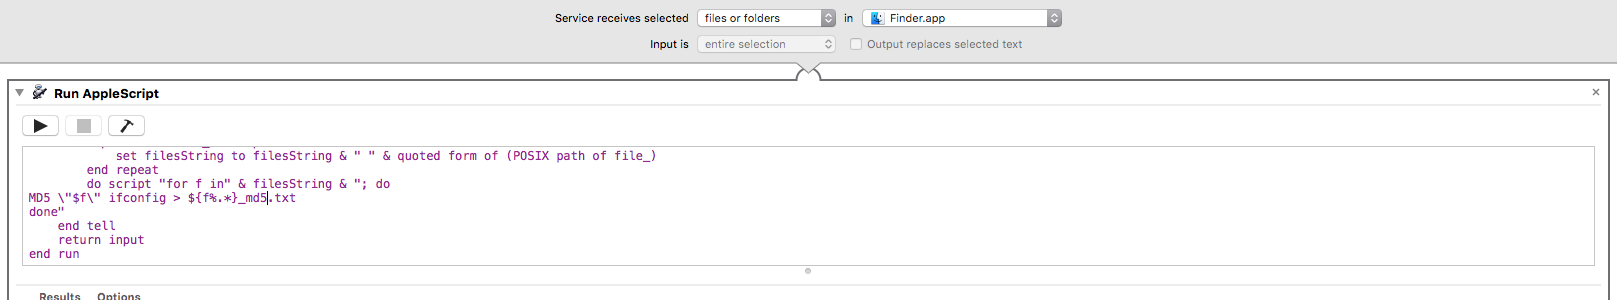 Service receives selected files or folders in Finder.app
Input is entire selection Output replaces selected text
Run AppleScript
set filesString to filesString & " " & quoted form of (POSIX path of file_)
end repeat
do script "for f in" & filesString & "; do
MD5 \"$f\" ifconfig > ${f%.*}_md5.txt
done"
end tell
return input
end run
Results Options